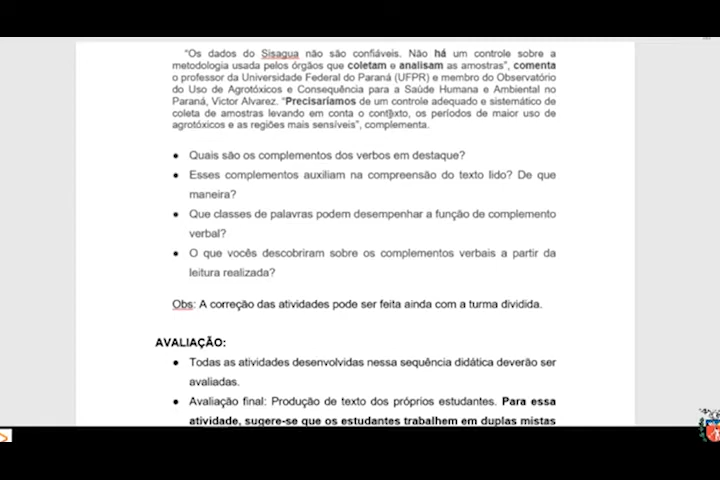 “Os dados do Sisagua não são confiáveis. Não há um controle sobre a
metodologia usada pelos órgãos que coletam e analisam as amostras”, comenta
o professor da Universidade Federal do Paraná (UFPR) e membro do Observatório
do Uso de Agrotóxicos e Consequência para a Saúde Humana e Ambiental no
Paraná, Victor Alvarez. “Precisaríamos de um controle adequado e sistemático de
coleta de amostras levando em conta o contexto, os períodos de maior uso de
agrotóxicos e as regiões mais sensíveis”, complementa.
● Quais são os complementos dos verbos em destaque?
● Esses complementos auxiliam na compreensão do texto lido? De que
maneira?
● Que classes de palavras podem desempenhar a função de complemento
verbal?
● O que vocês descobriram sobre os complementos verbais a partir da
leitura realizada?
Obs: A correção das atividades pode ser feita ainda com a turma dividida.
AVALIAÇÃO:
● Todas as atividades desenvolvidas nessa sequência didática deverão ser
avaliadas.
● Avaliação final: Produção de texto dos próprios estudantes. Para essa
atividade, sugere-se que os estudantes trabalhem em duplas mistas